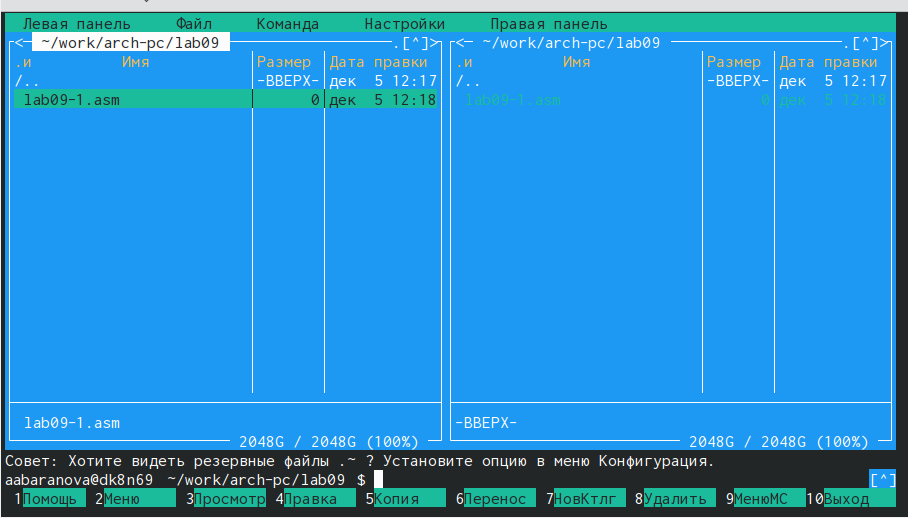 Левая панель Файл Команда Настройки Правая панель
<─ ~/work/arch-pc/lab09 .[^]> <─ ~/work/arch-pc/lab09 .[^]>
.и Имя Размер Дата правки .и Имя Размер Дата правки
/.. -ВВЕРХ- дек 5 12:17 /.. -ВВЕРХ- дек 5 12:17
lab09-1.asm 0 дек 5 12:18 lab09-1.asm 0 дек 5 12:18
lab09-1.asm -ВВЕРХ-
2048G / 2048G (100%) 2048G / 2048G (100%)
Совет: Хотите видеть резервные файлы .~ ? Установите опцию в меню Конфигурация.
aabaranova@dk8n69 ~/work/arch-pc/lab09 $ [^]
1Помощь 2Меню 3Просмотр 4Правка 5Копия 6Перенос 7НовКтлг 8Удалить 9МенюMC 10Выход